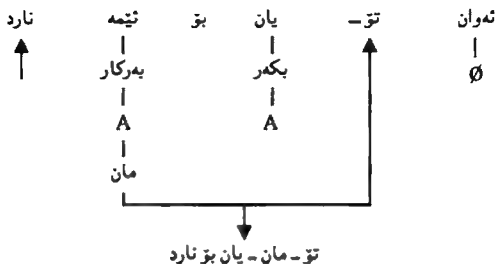 ئەوان تۆ ـ یان بۆ ئێمە نارد
Ø بکەر بەرکار
A A
مان
تۆ ـ مان ـ یان بۆ نارد